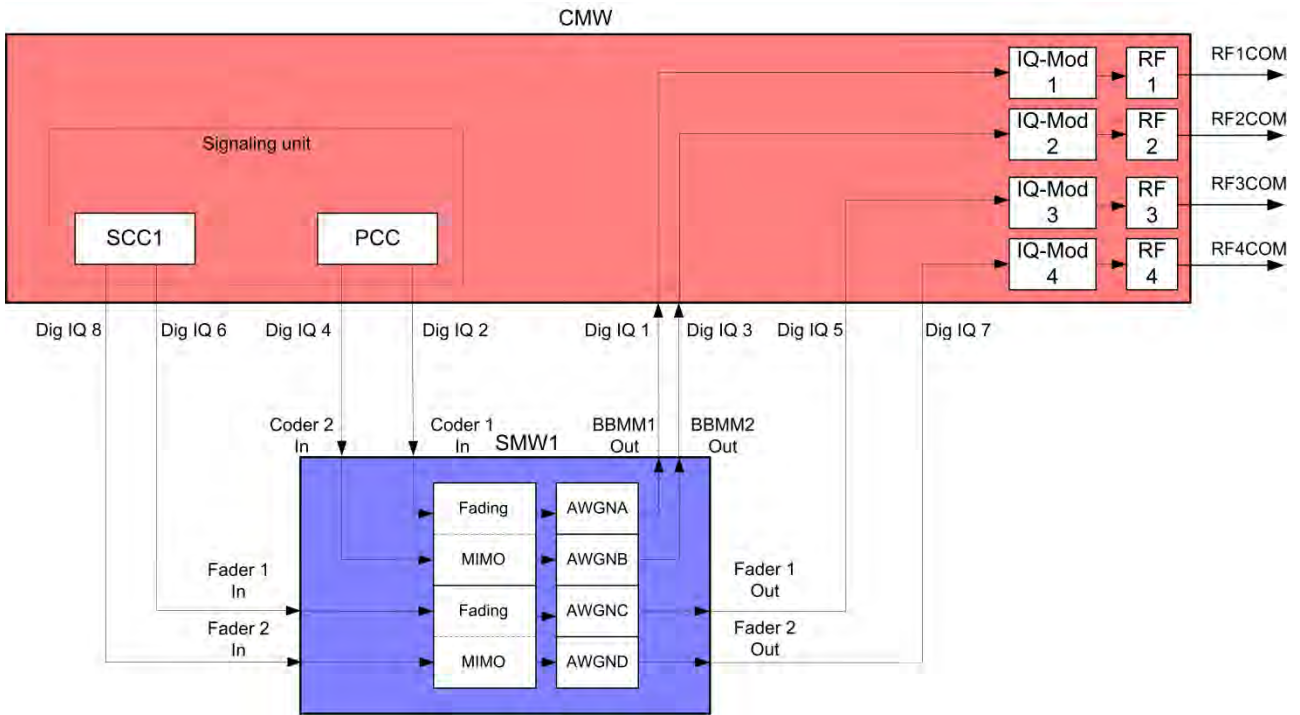 CMW
IQ-Mod
1
RF
1
RF1COM
IQ-Mod
2
RF
2
RF2COM
Signaling unit
IQ-Mod
3
RF
3
RF3COM
SCC1
PCC
IQ-Mod
4
RF
4
RF4COM
Dig IQ 8
Dig IQ 6
Dig IQ 4
Dig IQ 2
Dig IQ 1
Dig IQ 3
Dig IQ 5
Dig IQ 7
Coder 2
In
Coder 1
In
SMW1
BBMM1
Out
BBMM2
Out
Fading
AWGNA
MIMO
AWGNB
Fader 1
In
Fading
AWGNC
Fader 1
Out
Fader 2
In
MIMO
AWGND
Fader 2
Out